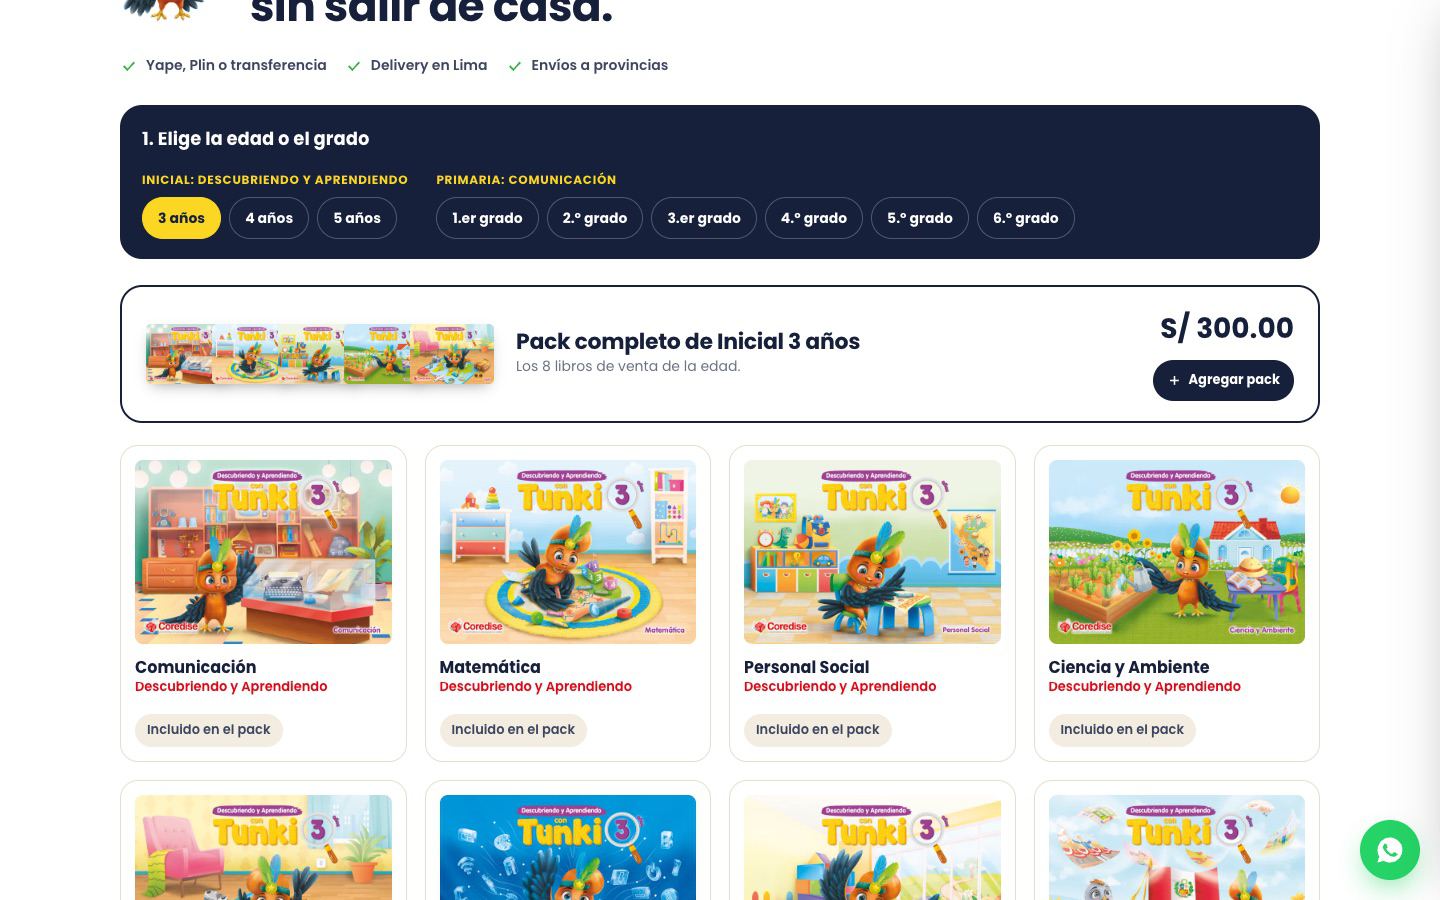 sin salir de casa.
Yape, Plin o transferencia
Delivery en Lima
Envíos a provincias
1. Elige la edad o el grado
INICIAL: DESCUBRIENDO Y APRENDIENDO
3 años
4 años
5 años
PRIMARIA: COMUNICACIÓN
1.er grado
2.º grado
3.er grado
4.º grado
5.º grado
6.º grado
Pack completo de Inicial 3 años
Los 8 libros de venta de la edad.
S/ 300.00
+ Agregar pack
Descubriendo y Aprendiendo
con
Tunki 3
Coredise
Comunicación
Comunicación
Descubriendo y Aprendiendo
Incluido en el pack
Descubriendo y Aprendiendo
con
Tunki 3
Coredise
Matemática
Matemática
Descubriendo y Aprendiendo
Incluido en el pack
Descubriendo y Aprendiendo
con
Tunki 3
Coredise
Personal Social
Personal Social
Descubriendo y Aprendiendo
Incluido en el pack
Descubriendo y Aprendiendo
con
Tunki 3
Coredise
Ciencia y Ambiente
Ciencia y Ambiente
Descubriendo y Aprendiendo
Incluido en el pack
Descubriendo y Aprendiendo
con
Tunki 3
Descubriendo y Aprendiendo
con
Tunki 3
Descubriendo y Aprendiendo
con
Tunki 3
Descubriendo y Aprendiendo
con
Tunki 3